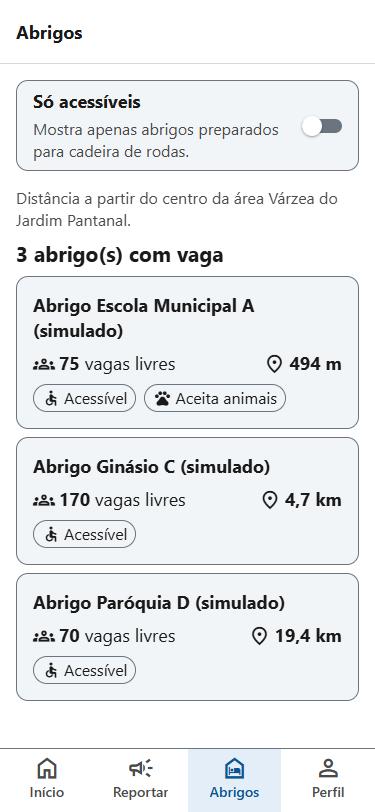 Abrigos
Só acessíveis
Mostra apenas abrigos preparados
para cadeira de rodas.
Distância a partir do centro da área Várzea do
Jardim Pantanal.
3 abrigo(s) com vaga
Abrigo Escola Municipal A
(simulado)
75 vagas livres 494 m
Acessível Aceita animais
Abrigo Ginásio C (simulado)
170 vagas livres 4,7 km
Acessível
Abrigo Paróquia D (simulado)
70 vagas livres 19,4 km
Acessível
Início Reportar Abrigos Perfil